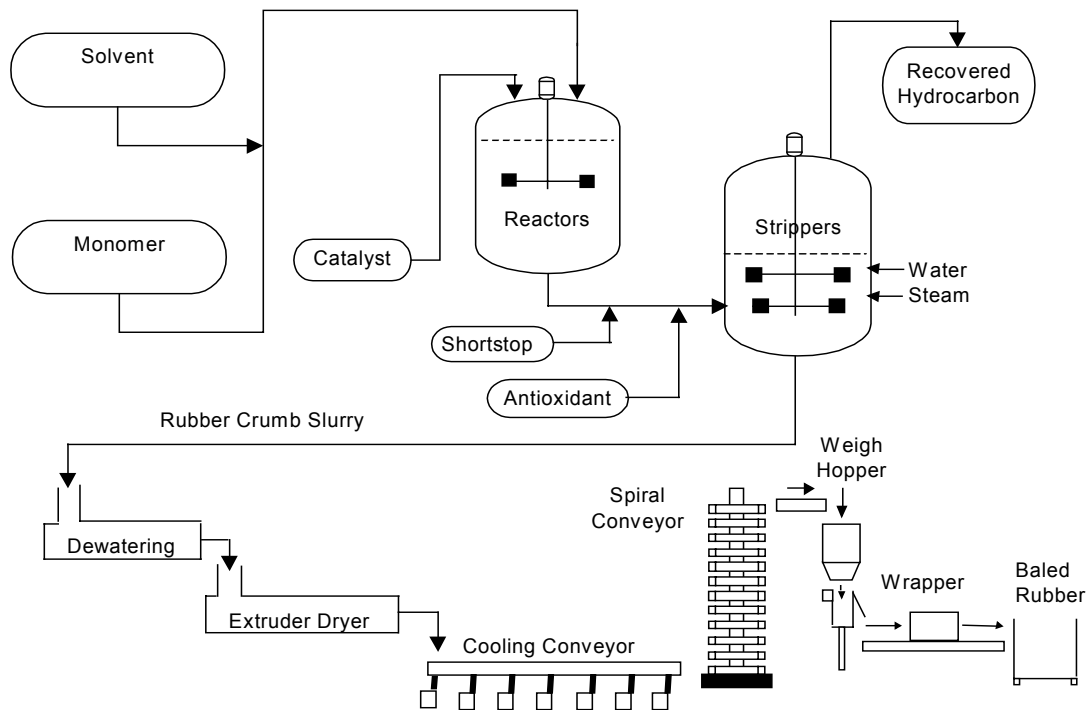 Solvent
Recovered
Hydrocarbon
Reactors
Strippers
Monomer
Catalyst
Water
Steam
Shortstop
Antioxidant
Rubber Crumb Slurry
Weigh
Hopper
Spiral
Conveyor
Dewatering
Wrapper
Baled
Rubber
Extruder Dryer
Cooling Conveyor